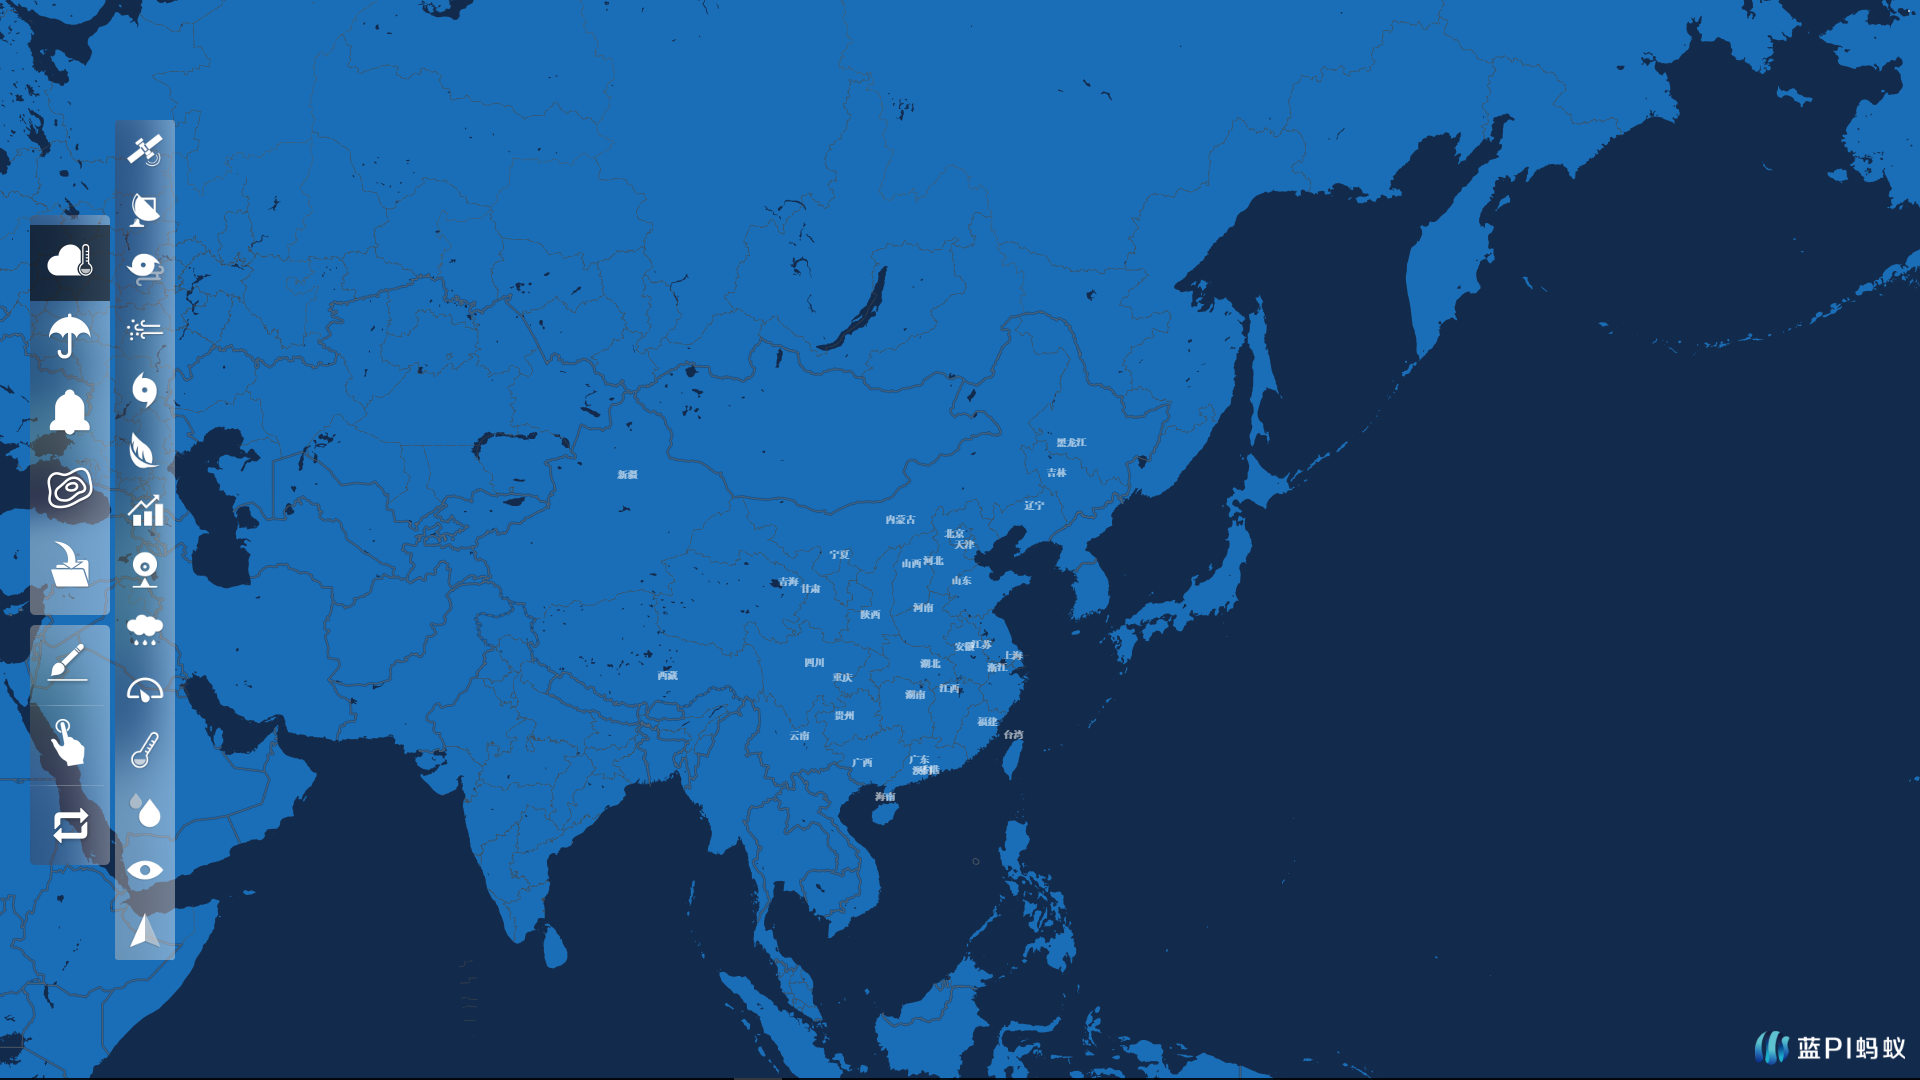 黑龙江
吉林
新疆
辽宁
内蒙古
北京
天津
宁夏
山西
河北
青海
甘肃
山东
陕西
河南
安徽
江苏
上海
四川
湖北
浙江
西藏
重庆
湖南
江西
贵州
福建
云南
台湾
广西
广东
香港
海南
蓝PI蚂蚁